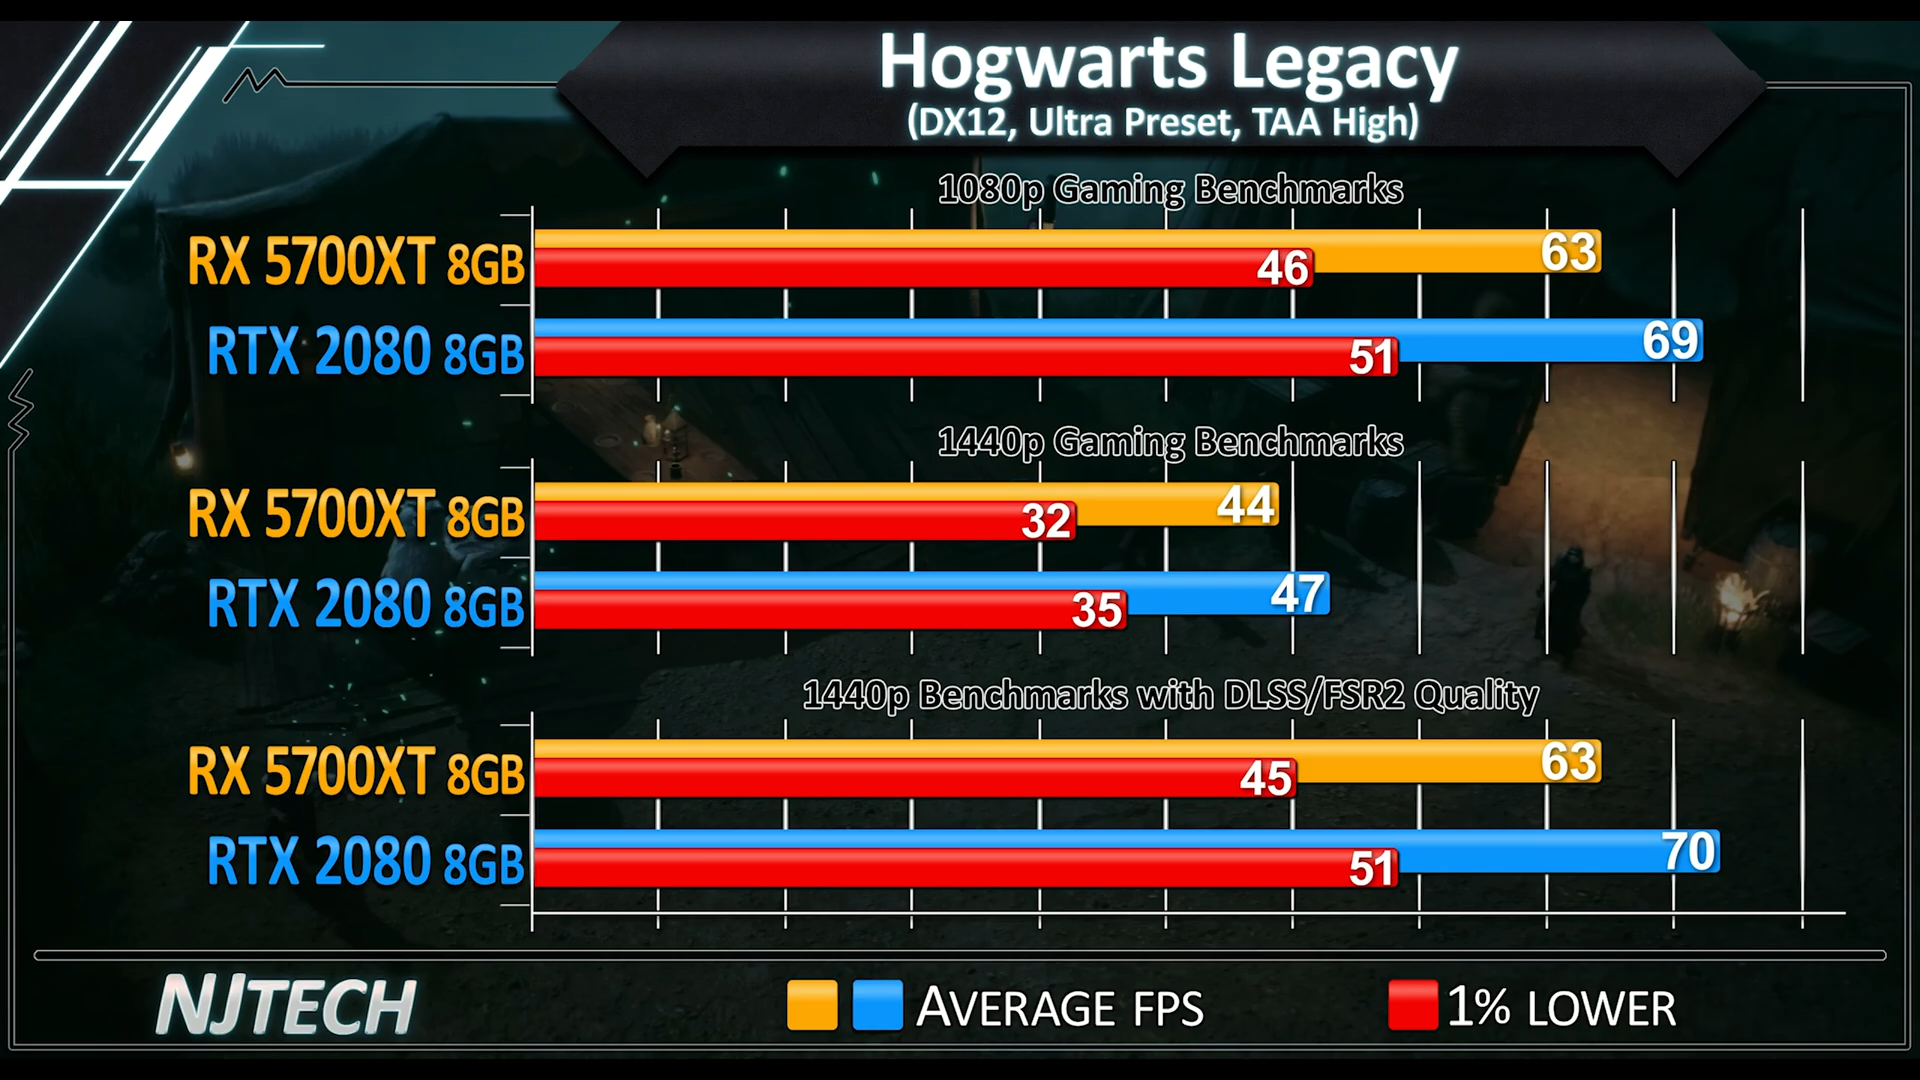 Hogwarts Legacy
(DX12, Ultra Preset, TAA High)
1080p Gaming Benchmarks
RX 5700XT 8GB
63
46
RTX 2080 8GB
69
51
1440p Gaming Benchmarks
RX 5700XT 8GB
44
32
RTX 2080 8GB
47
35
1440p Benchmarks with DLSS/FSR2 Quality
RX 5700XT 8GB
63
45
RTX 2080 8GB
70
51
NJTECH
AVERAGE FPS
1% LOWER